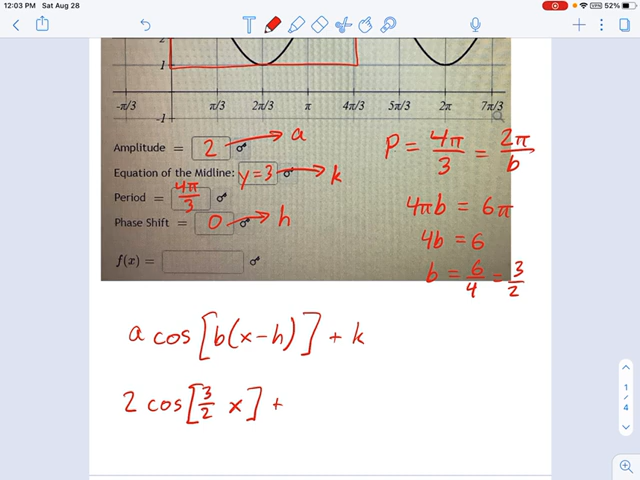 12:03 PM Sat Aug 28 52%
2
1
-π/3 π/3 2π/3 π 4π/3 5π/3 2π 7π/3
-1
Amplitude = 2 → a
Equation of the Midline: y=3 → k
Period = 4π/3
Phase Shift = 0 → h
f(x) =
P = 4π/3 = 2π/b
4πb = 6π
4b = 6
b = 6/4 = 3/2
a cos[b(x-h)] + k
2 cos[3/2 x] +
1
/
4